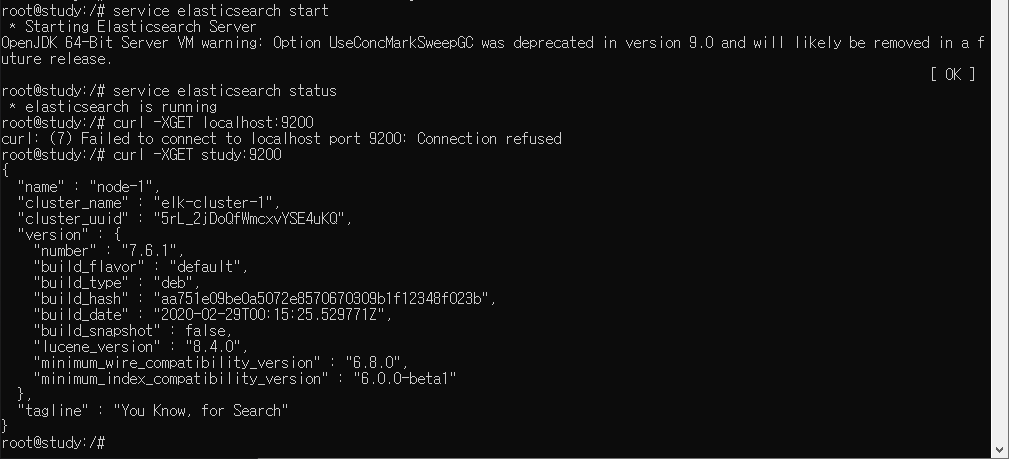 root@study:/# service elasticsearch start
 * Starting Elasticsearch Server
OpenJDK 64-Bit Server VM warning: Option UseConcMarkSweepGC was deprecated in version 9.0 and will likely be removed in a f
uture release.
[ OK ]
root@study:/# service elasticsearch status
 * elasticsearch is running
root@study:/# curl -XGET localhost:9200
curl: (7) Failed to connect to localhost port 9200: Connection refused
root@study:/# curl -XGET study:9200
{
  "name" : "node-1",
  "cluster_name" : "elk-cluster-1",
  "cluster_uuid" : "5rL_2jDoQfWmcxvYSE4uKQ",
  "version" : {
    "number" : "7.6.1",
    "build_flavor" : "default",
    "build_type" : "deb",
    "build_hash" : "aa751e09be0a5072e8570670309b1f12348f023b",
    "build_date" : "2020-02-29T00:15:25.529771Z",
    "build_snapshot" : false,
    "lucene_version" : "8.4.0",
    "minimum_wire_compatibility_version" : "6.8.0",
    "minimum_index_compatibility_version" : "6.0.0-beta1"
  },
  "tagline" : "You Know, for Search"
}
root@study:/#